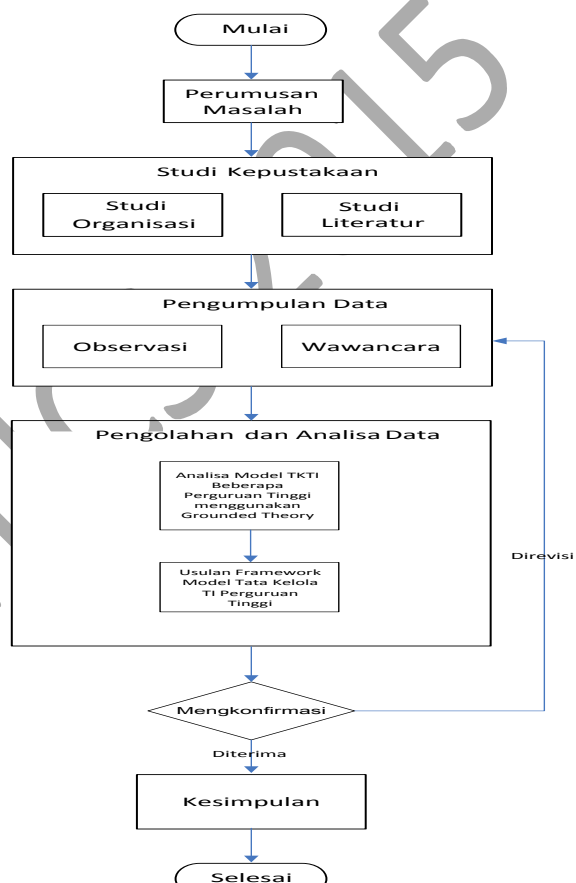 Mulai
Perumusan
Masalah
Studi Kepustakaan
Studi
Organisasi
Studi
Literatur
Pengumpulan Data
Observasi
Wawancara
Pengolahan dan Analisa Data
Analisa Model TKTI
Beberapa
Perguruan Tinggi
menggunakan
Grounded Theory
Usulan Framework
Model Tata Kelola
TI Perguruan
Tinggi
Direvisi
Mengkonfirmasi
Diterima
Kesimpulan
Selesai